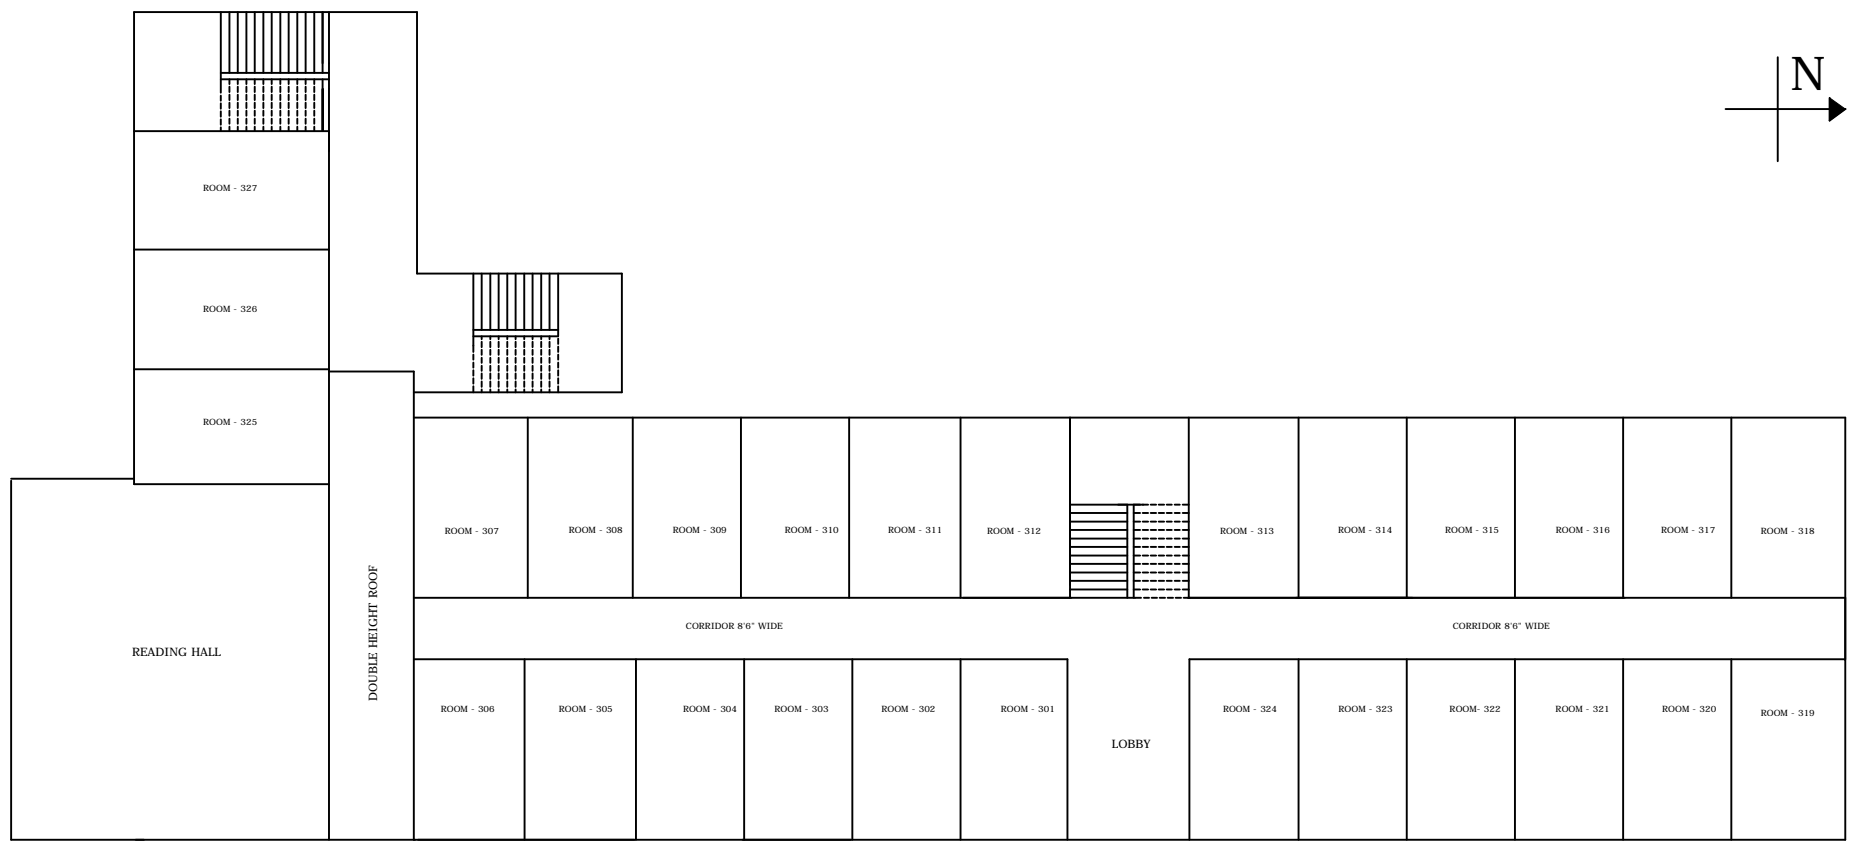 N
ROOM - 327
ROOM - 326
ROOM - 325
ROOM - 307
ROOM - 308
ROOM - 309
ROOM - 310
ROOM - 311
ROOM - 312
ROOM - 313
ROOM - 314
ROOM - 315
ROOM - 316
ROOM - 317
ROOM - 318
DOUBLE HEIGHT ROOF
READING HALL
CORRIDOR 8'6" WIDE
CORRIDOR 8'6" WIDE
ROOM - 306
ROOM - 305
ROOM - 304
ROOM - 303
ROOM - 302
ROOM - 301
LOBBY
ROOM - 324
ROOM - 323
ROOM- 322
ROOM - 321
ROOM - 320
ROOM - 319